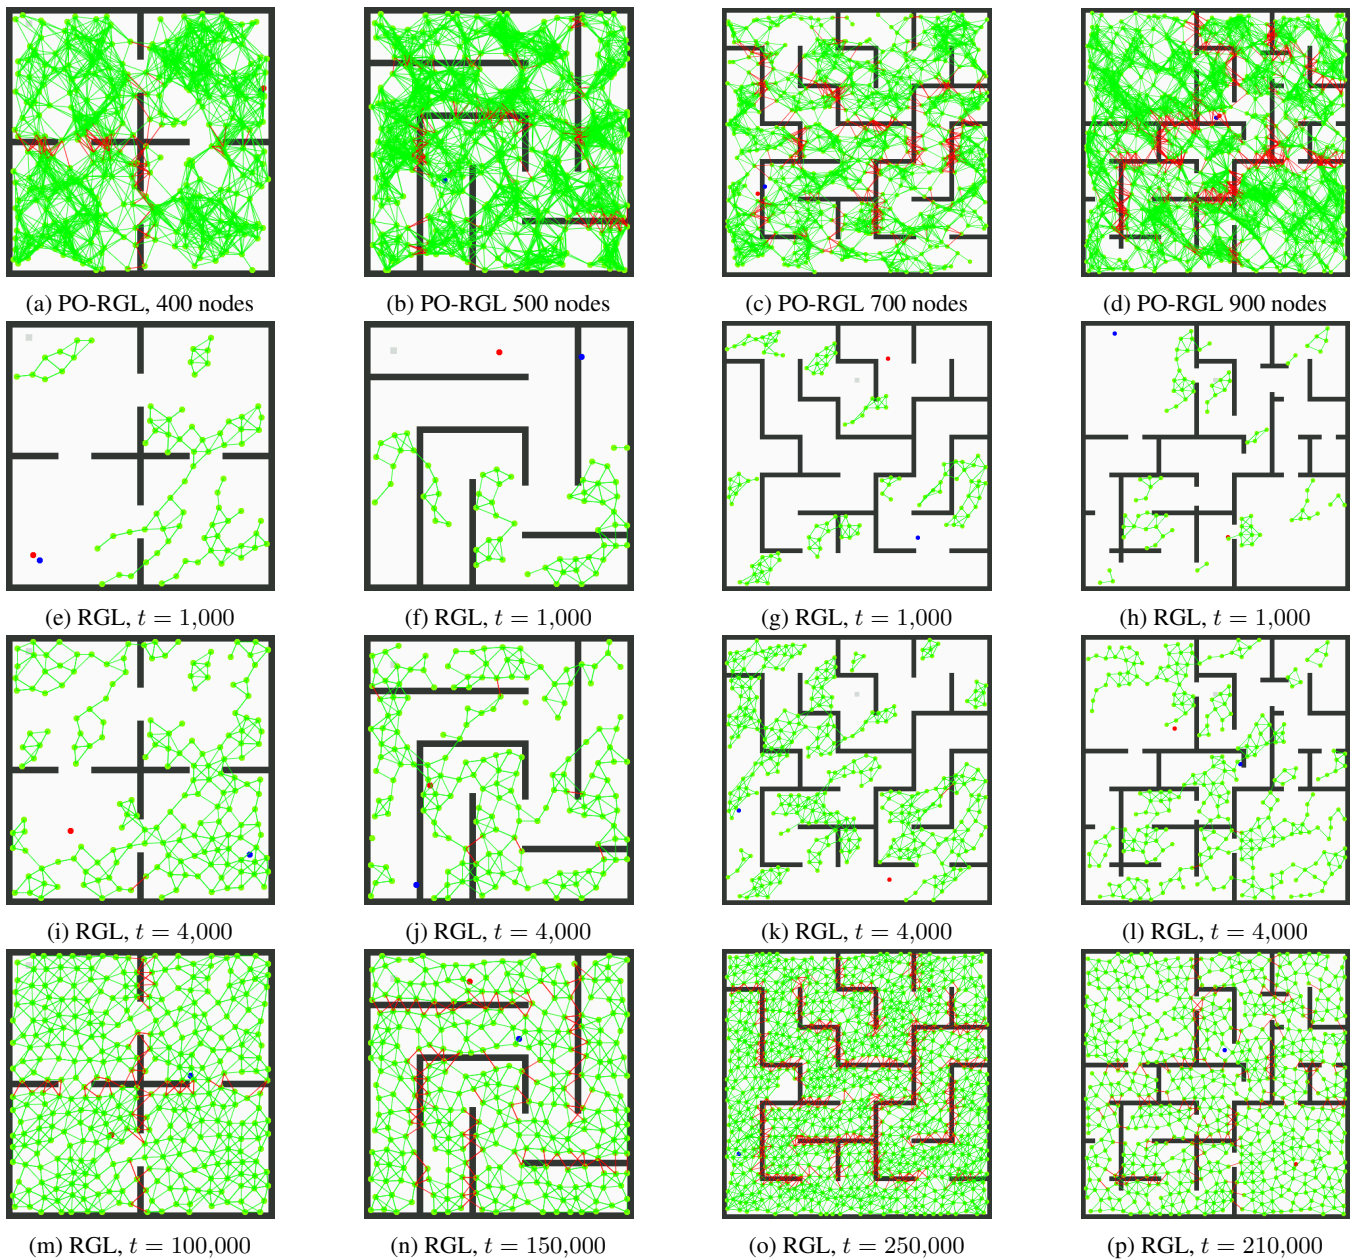 (a) PO-RGL, 400 nodes
(b) PO-RGL 500 nodes
(c) PO-RGL 700 nodes
(d) PO-RGL 900 nodes
(e) RGL, t = 1,000
(f) RGL, t = 1,000
(g) RGL, t = 1,000
(h) RGL, t = 1,000
(i) RGL, t = 4,000
(j) RGL, t = 4,000
(k) RGL, t = 4,000
(l) RGL, t = 4,000
(m) RGL, t = 100,000
(n) RGL, t = 150,000
(o) RGL, t = 250,000
(p) RGL, t = 210,000